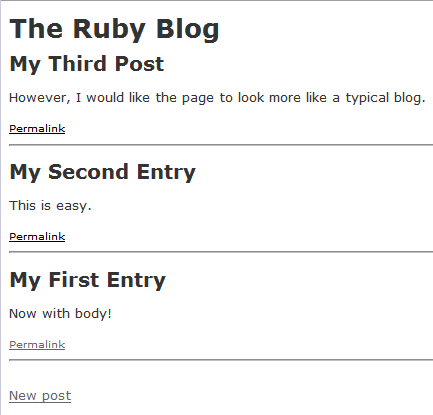 The Ruby Blog
My Third Post
However, I would like the page to look more like a typical blog.
Permalink
My Second Entry
This is easy.
Permalink
My First Entry
Now with body!
Permalink
New post